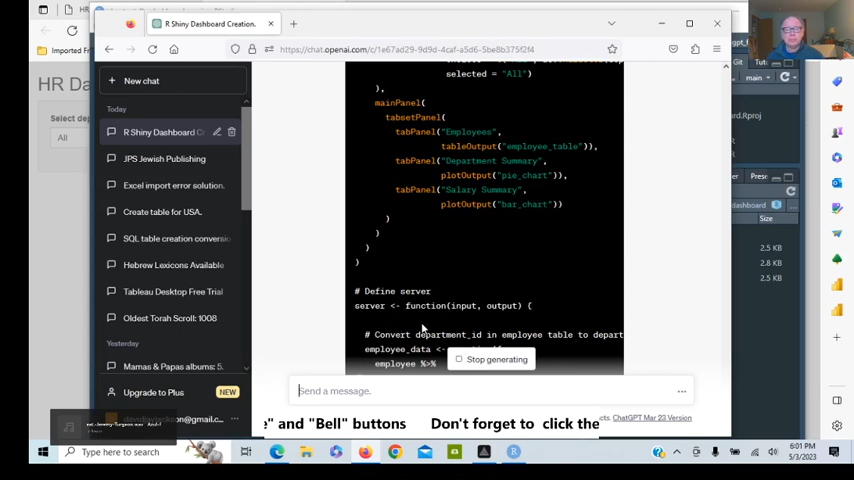 R Shiny Dashboard Creation.
https://chat.openai.com/c/1e67ad29-9d9d-4caf-a5d6-5be8b375f2f4
Imported Fr
HR Da
Select dep
All
New chat
Today
R Shiny Dashboard Cr
JPS Jewish Publishing
Excel import error solution.
Create table for USA.
SQL table creation conversio
Hebrew Lexicons Available
Tableau Desktop Free Trial
Oldest Torah Scroll: 1008
Yesterday
Mamas & Papas albums: 5.
Upgrade to Plus
NEW
selected = "All")
),
mainPanel(
tabsetPanel(
tabPanel("Employees",
tableOutput("employee_table")),
tabPanel("Department Summary",
plotOutput("pie_chart")),
tabPanel("Salary Summary",
plotOutput("bar_chart"))
)
)
)
)
# Define server
server <- function(input, output) {
# Convert department_id in employee table to depart
employee_data <-
employee %>%
Stop generating
Send a message.
cts. ChatGPT Mar 23 Version
e" and "Bell" buttons Don't forget to click the
Git
Tut
main
rd.Rproj
R
R
Prese
dashboard
Size
2.5 KB
2.8 KB
2.5 KB
Type here to search
6:01 PM
5/3/2023